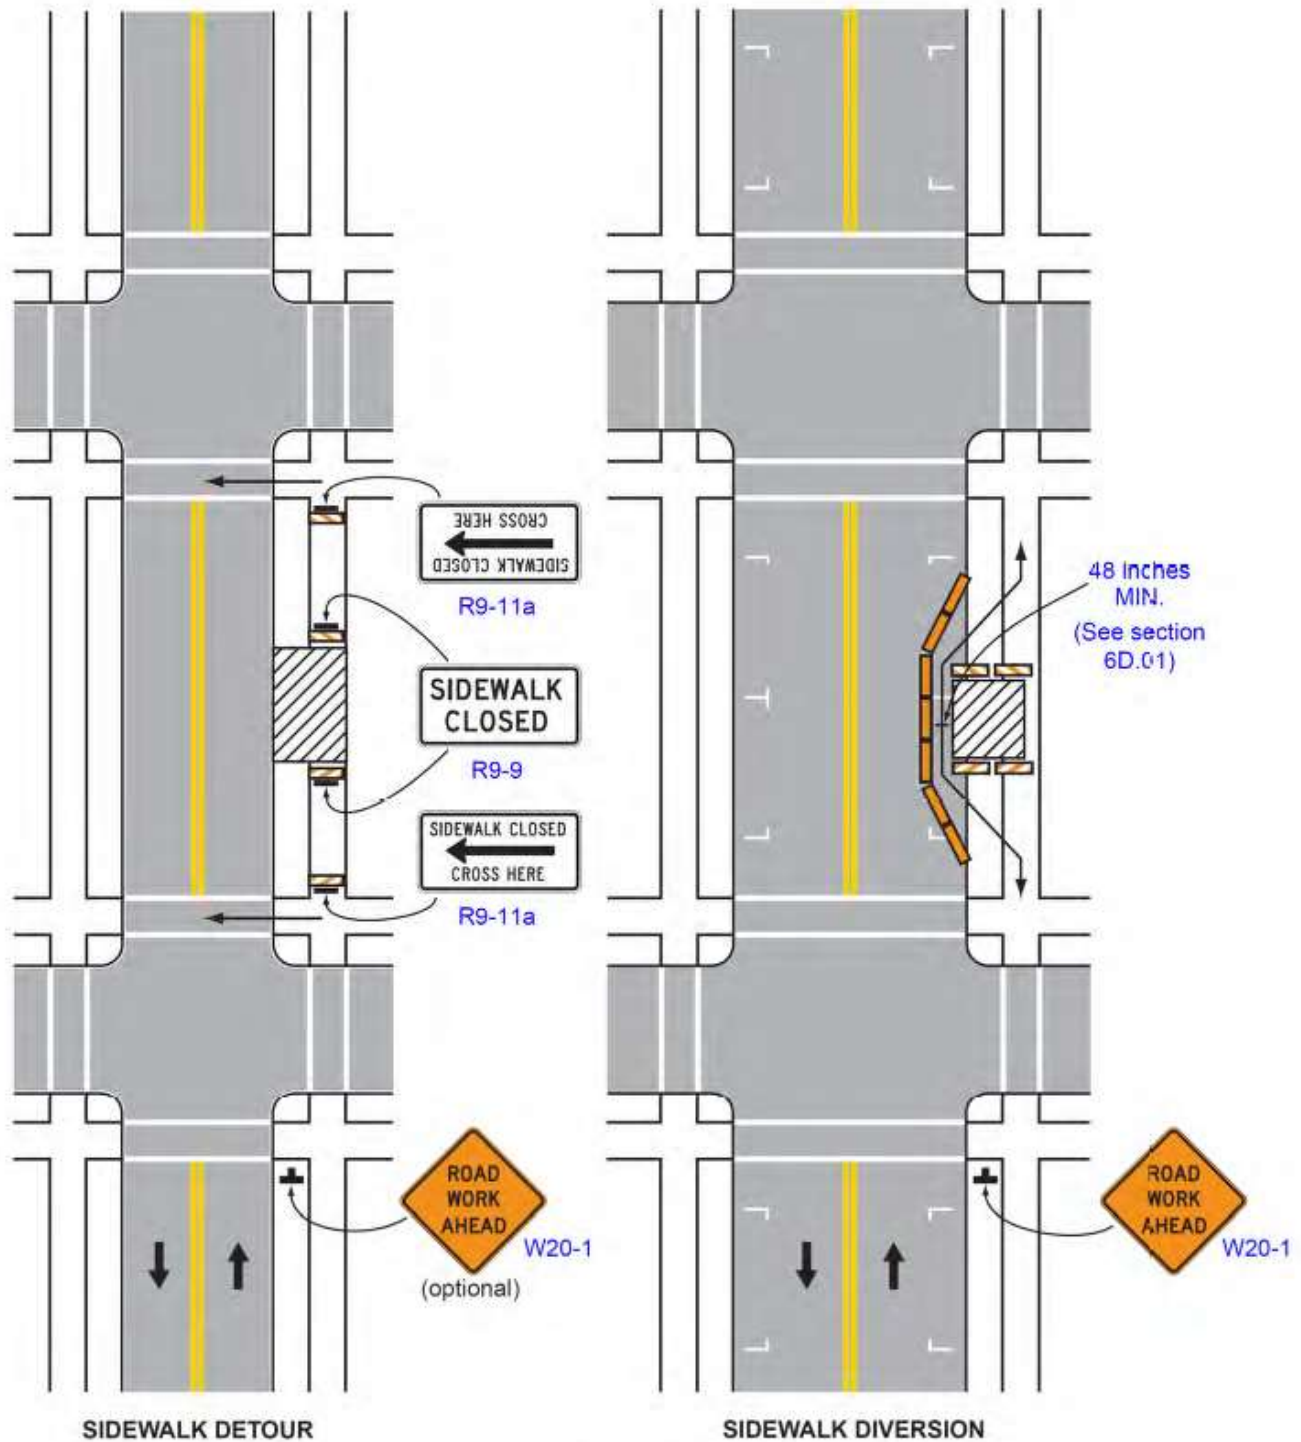 CROSS HERE
SIDEWALK CLOSED
R9-11a
SIDEWALK
CLOSED
R9-9
SIDEWALK CLOSED
CROSS HERE
R9-11a
ROAD
WORK
AHEAD
W20-1
(optional)
SIDEWALK DETOUR
48 inches
MIN.
(See section
6D.01)
ROAD
WORK
AHEAD
W20-1
SIDEWALK DIVERSION